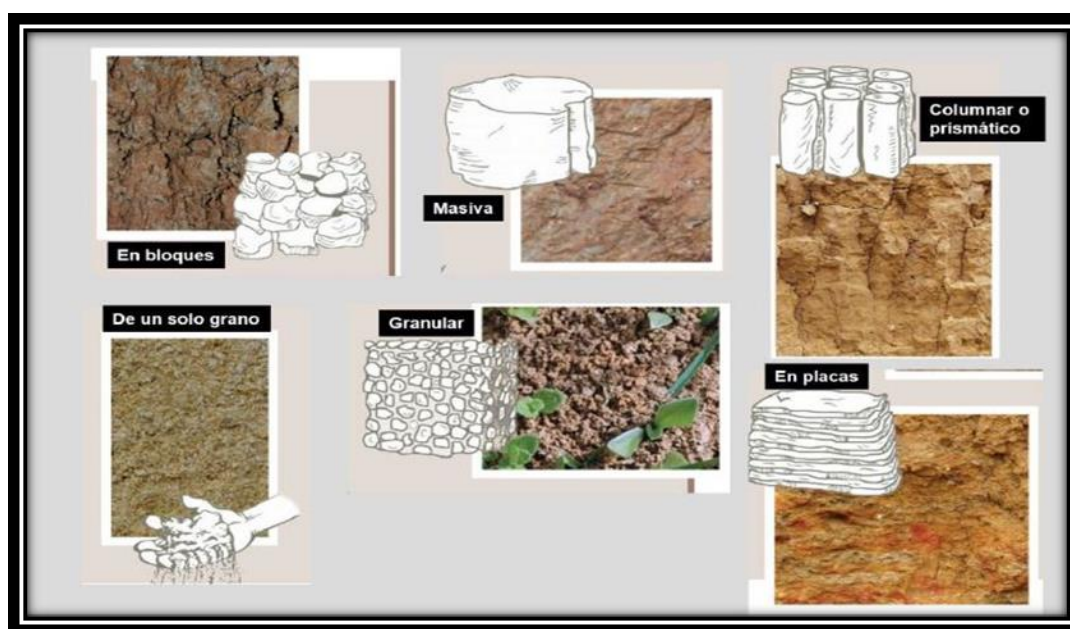 En bloques
Masiva
Columnar o
prismático
De un solo grano
Granular
En placas